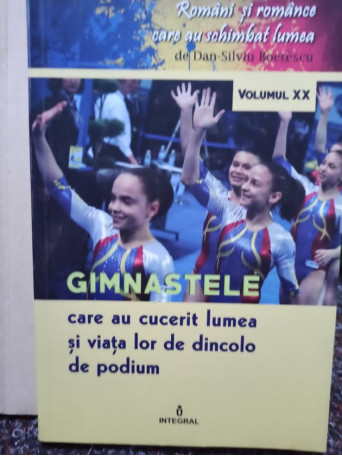 Români și românce
care au schimbat lumea
de Dan-Silviu Boerescu
VOLUMUL XX
GIMNASTELE
care au cucerit lumea
și viața lor de dincolo
de podium
INTEGRAL